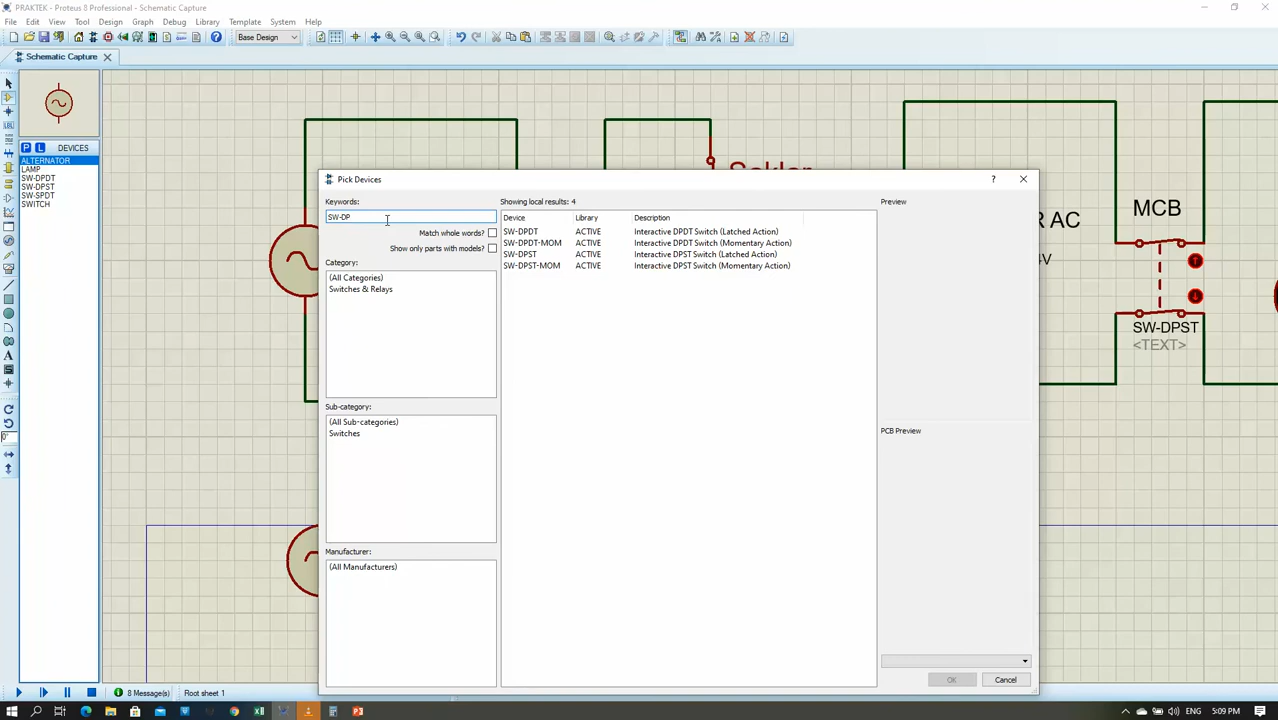 PRAKTEK - Proteus 8 Professional - Schematic Capture
File Edit View Tool Design Graph Debug Library Template System Help
Base Design
Schematic Capture
P L DEVICES
ALTERNATOR
LAMP
SW-DPDT
SW-DPST
SW-SPDT
SWITCH
LBL
A
0°
Pick Devices
?
Keywords:
SW-DP
Match whole words?
Show only parts with models?
Category:
(All Categories)
Switches & Relays
Sub-category:
(All Sub-categories)
Switches
Manufacturer:
(All Manufacturers)
Showing local results: 4
Device Library Description
SW-DPDT ACTIVE Interactive DPDT Switch (Latched Action)
SW-DPDT-MOM ACTIVE Interactive DPDT Switch (Momentary Action)
SW-DPST ACTIVE Interactive DPST Switch (Latched Action)
SW-DPST-MOM ACTIVE Interactive DPST Switch (Momentary Action)
Preview
PCB Preview
OK Cancel
R AC
MCB
SW-DPST
<TEXT>
8 Message(s) Root sheet 1
ENG 5:09 PM